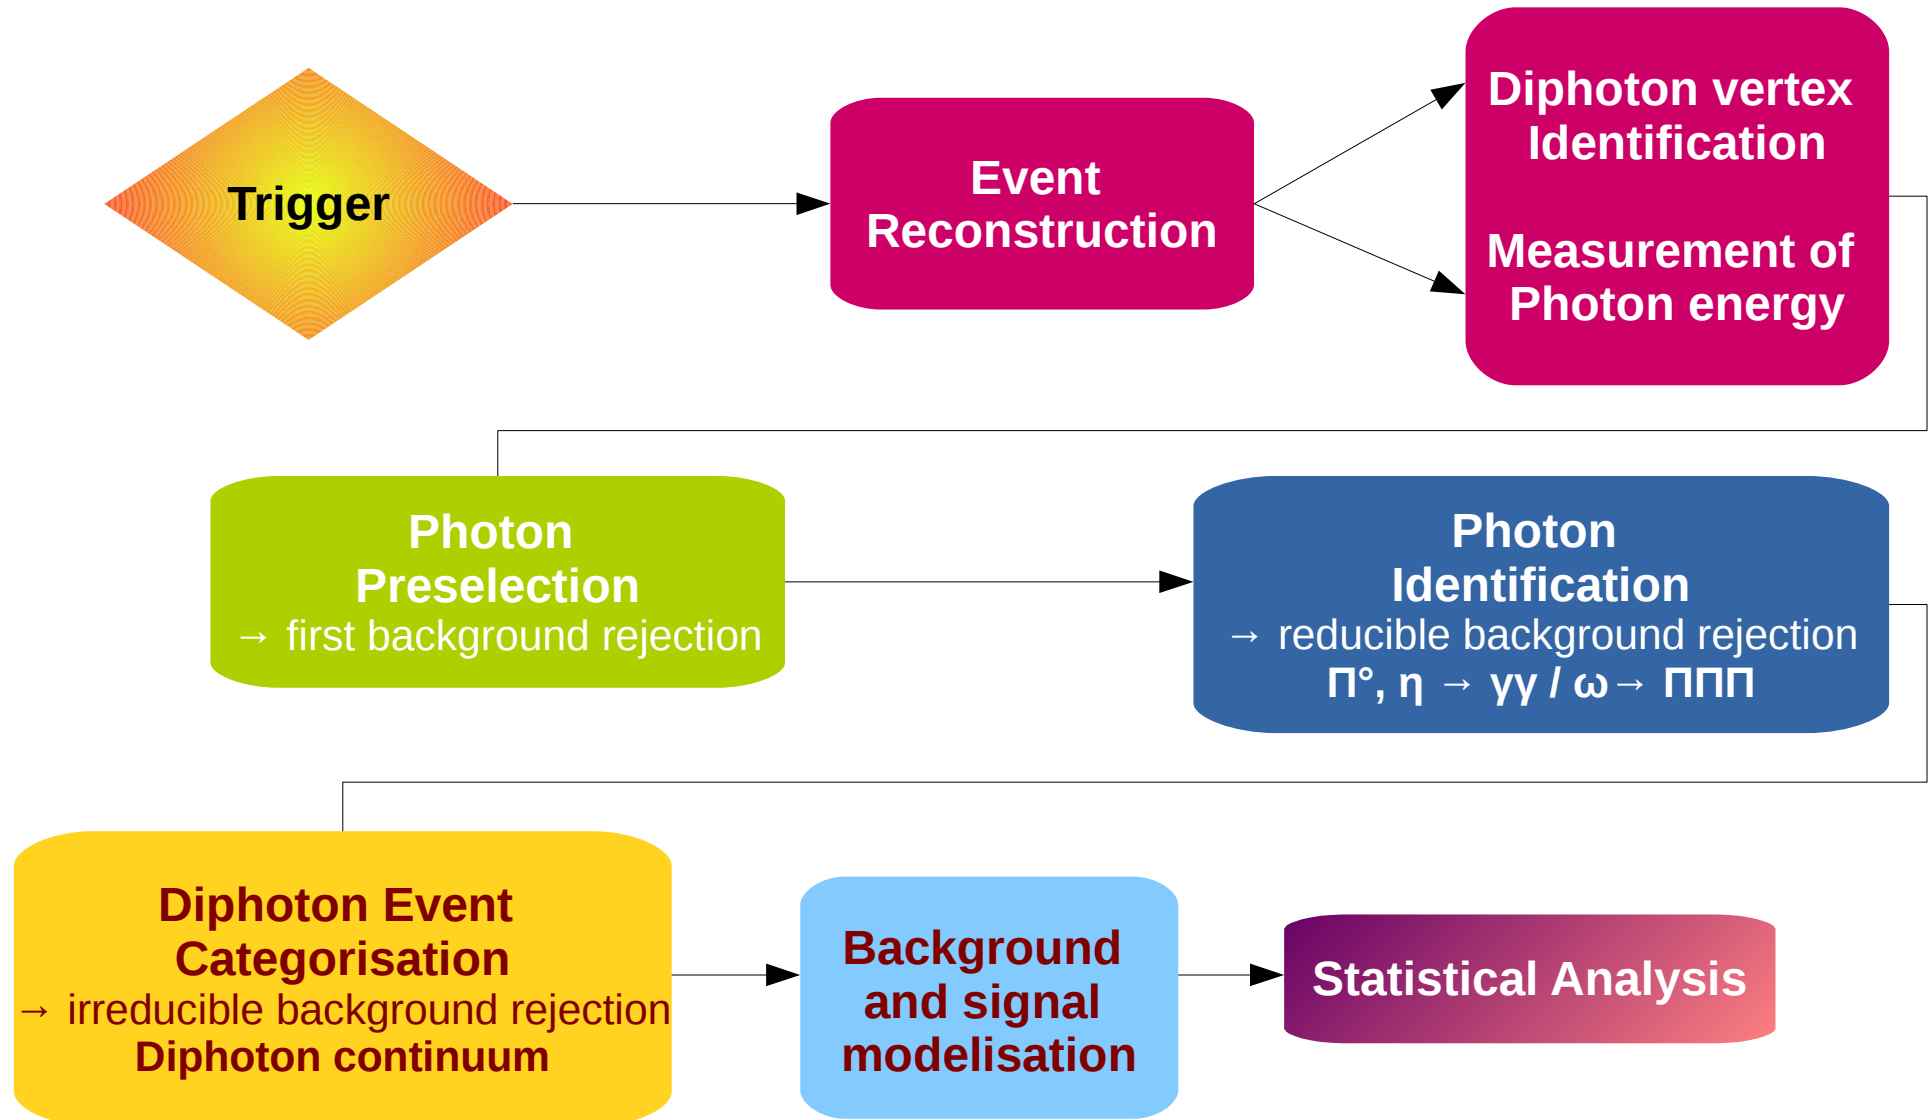 Trigger
Event
Reconstruction
Diphoton vertex
Identification
Measurement of
Photon energy
Photon
Preselection
→ first background rejection
Photon
Identification
→ reducible background rejection
Π°, η → γγ / ω→ ΠΠΠ
Diphoton Event
Categorisation
→ irreducible background rejection
Diphoton continuum
Background
and signal
modelisation
Statistical Analysis